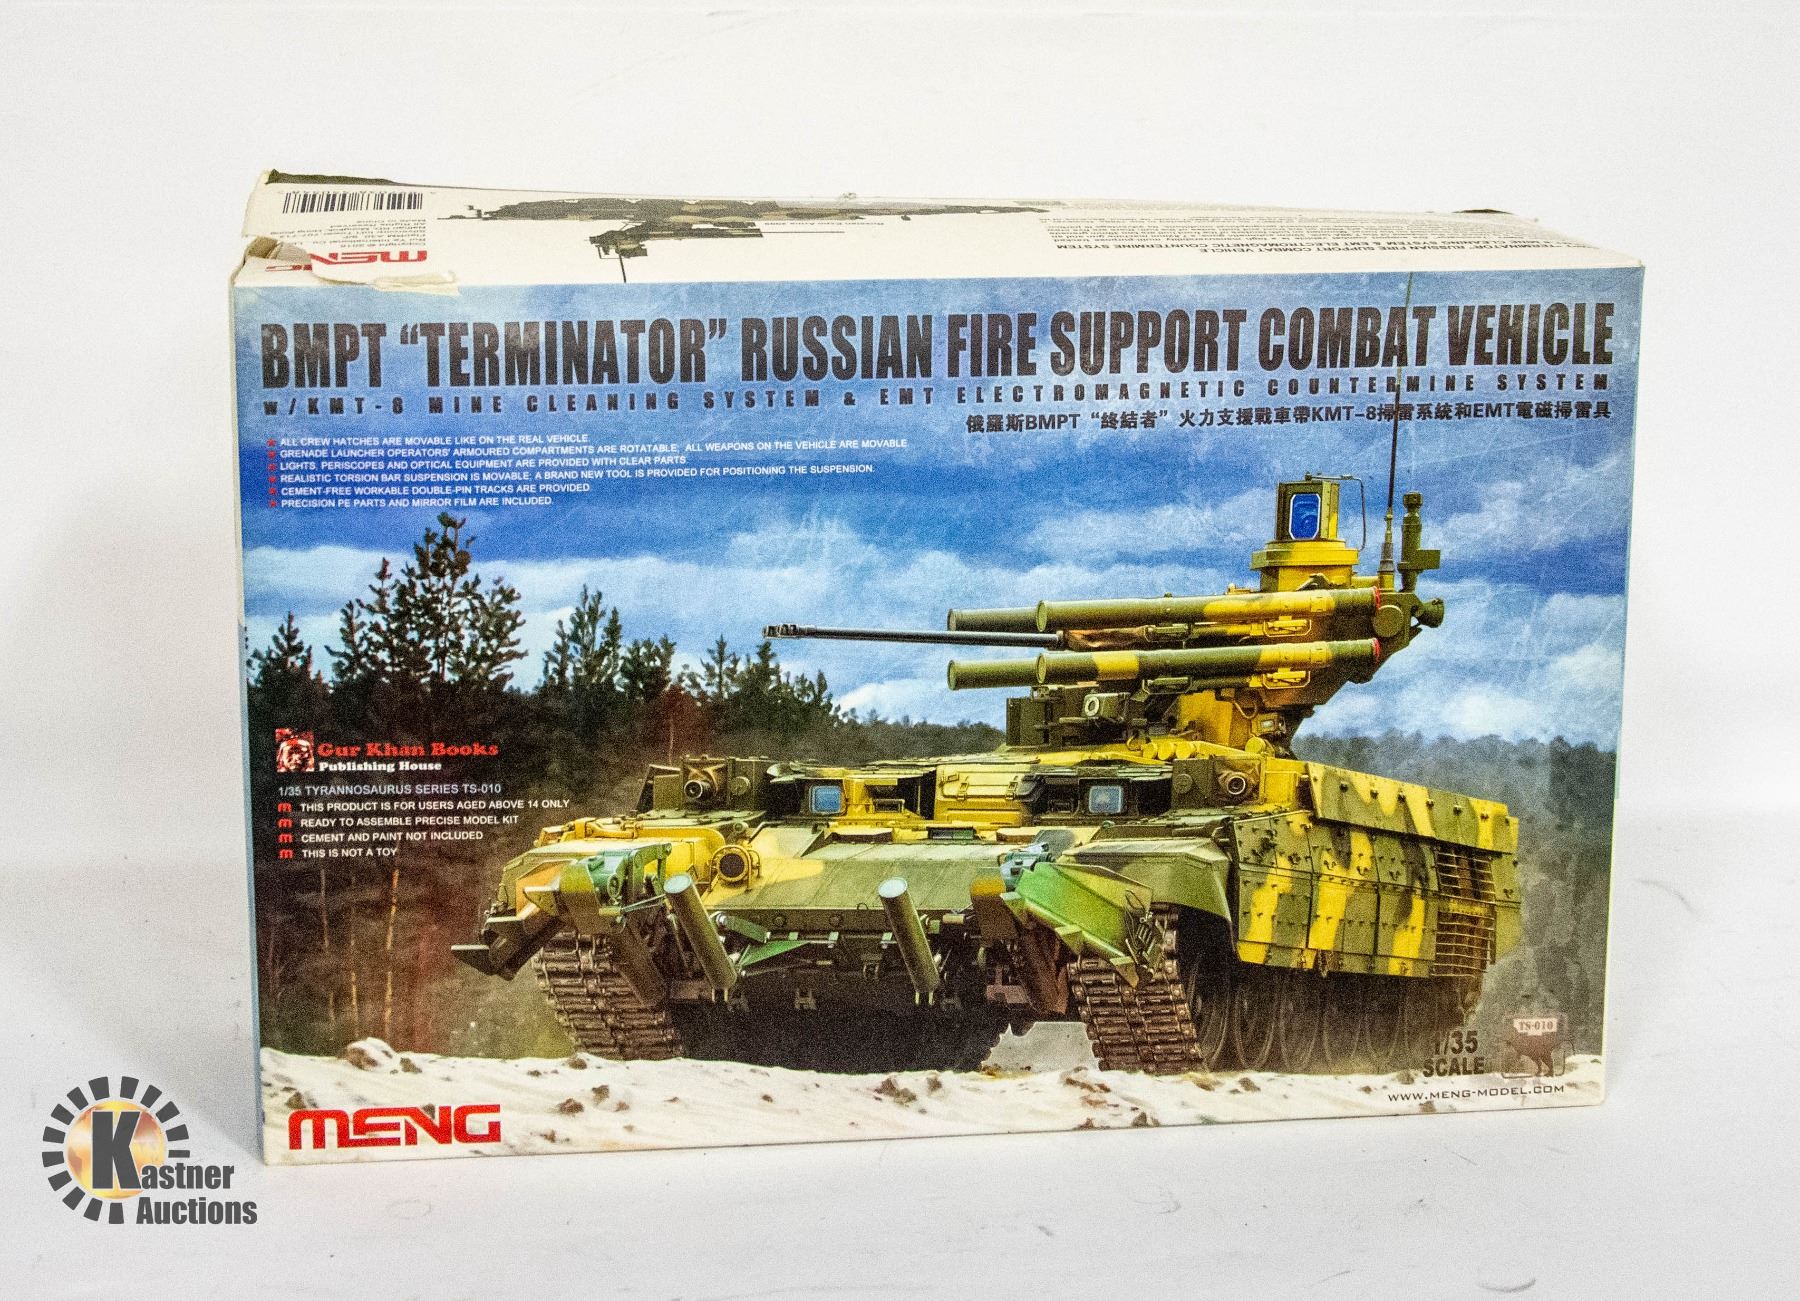 MENG
BMPT “TERMINATOR” RUSSIAN FIRE SUPPORT COMBAT VEHICLE
W/KMT-8 MINE CLEANING SYSTEM & EMT ELECTROMAGNETIC COUNTERMINE SYSTEM
俄羅斯BMPT “終結者” 火力支援戰車帶KMT-8掃雷系統和EMT電磁掃雷具
ALL CREW HATCHES ARE MOVABLE LIKE ON THE REAL VEHICLE.
GRENADE LAUNCHER OPERATORS' ARMOURED COMPARTMENTS ARE ROTATABLE; ALL WEAPONS ON THE VEHICLE ARE MOVABLE.
LIGHTS, PERISCOPES AND OPTICAL EQUIPMENT ARE PROVIDED WITH CLEAR PARTS.
REALISTIC TORSION BAR SUSPENSION IS MOVABLE; A BRAND NEW TOOL IS PROVIDED FOR POSITIONING THE SUSPENSION.
CEMENT-FREE WORKABLE DOUBLE-PIN TRACKS ARE PROVIDED.
PRECISION PE PARTS AND MIRROR FILM ARE INCLUDED.
Gur Khan Books
Publishing House
1/35 TYRANNOSAURUS SERIES TS-010
THIS PRODUCT IS FOR USERS AGED ABOVE 14 ONLY
READY TO ASSEMBLE PRECISE MODEL KIT
CEMENT AND PAINT NOT INCLUDED
THIS IS NOT A TOY
TS-010
1/35
SCALE
WWW.MENG-MODEL.COM
MENG
Kastner
Auctions